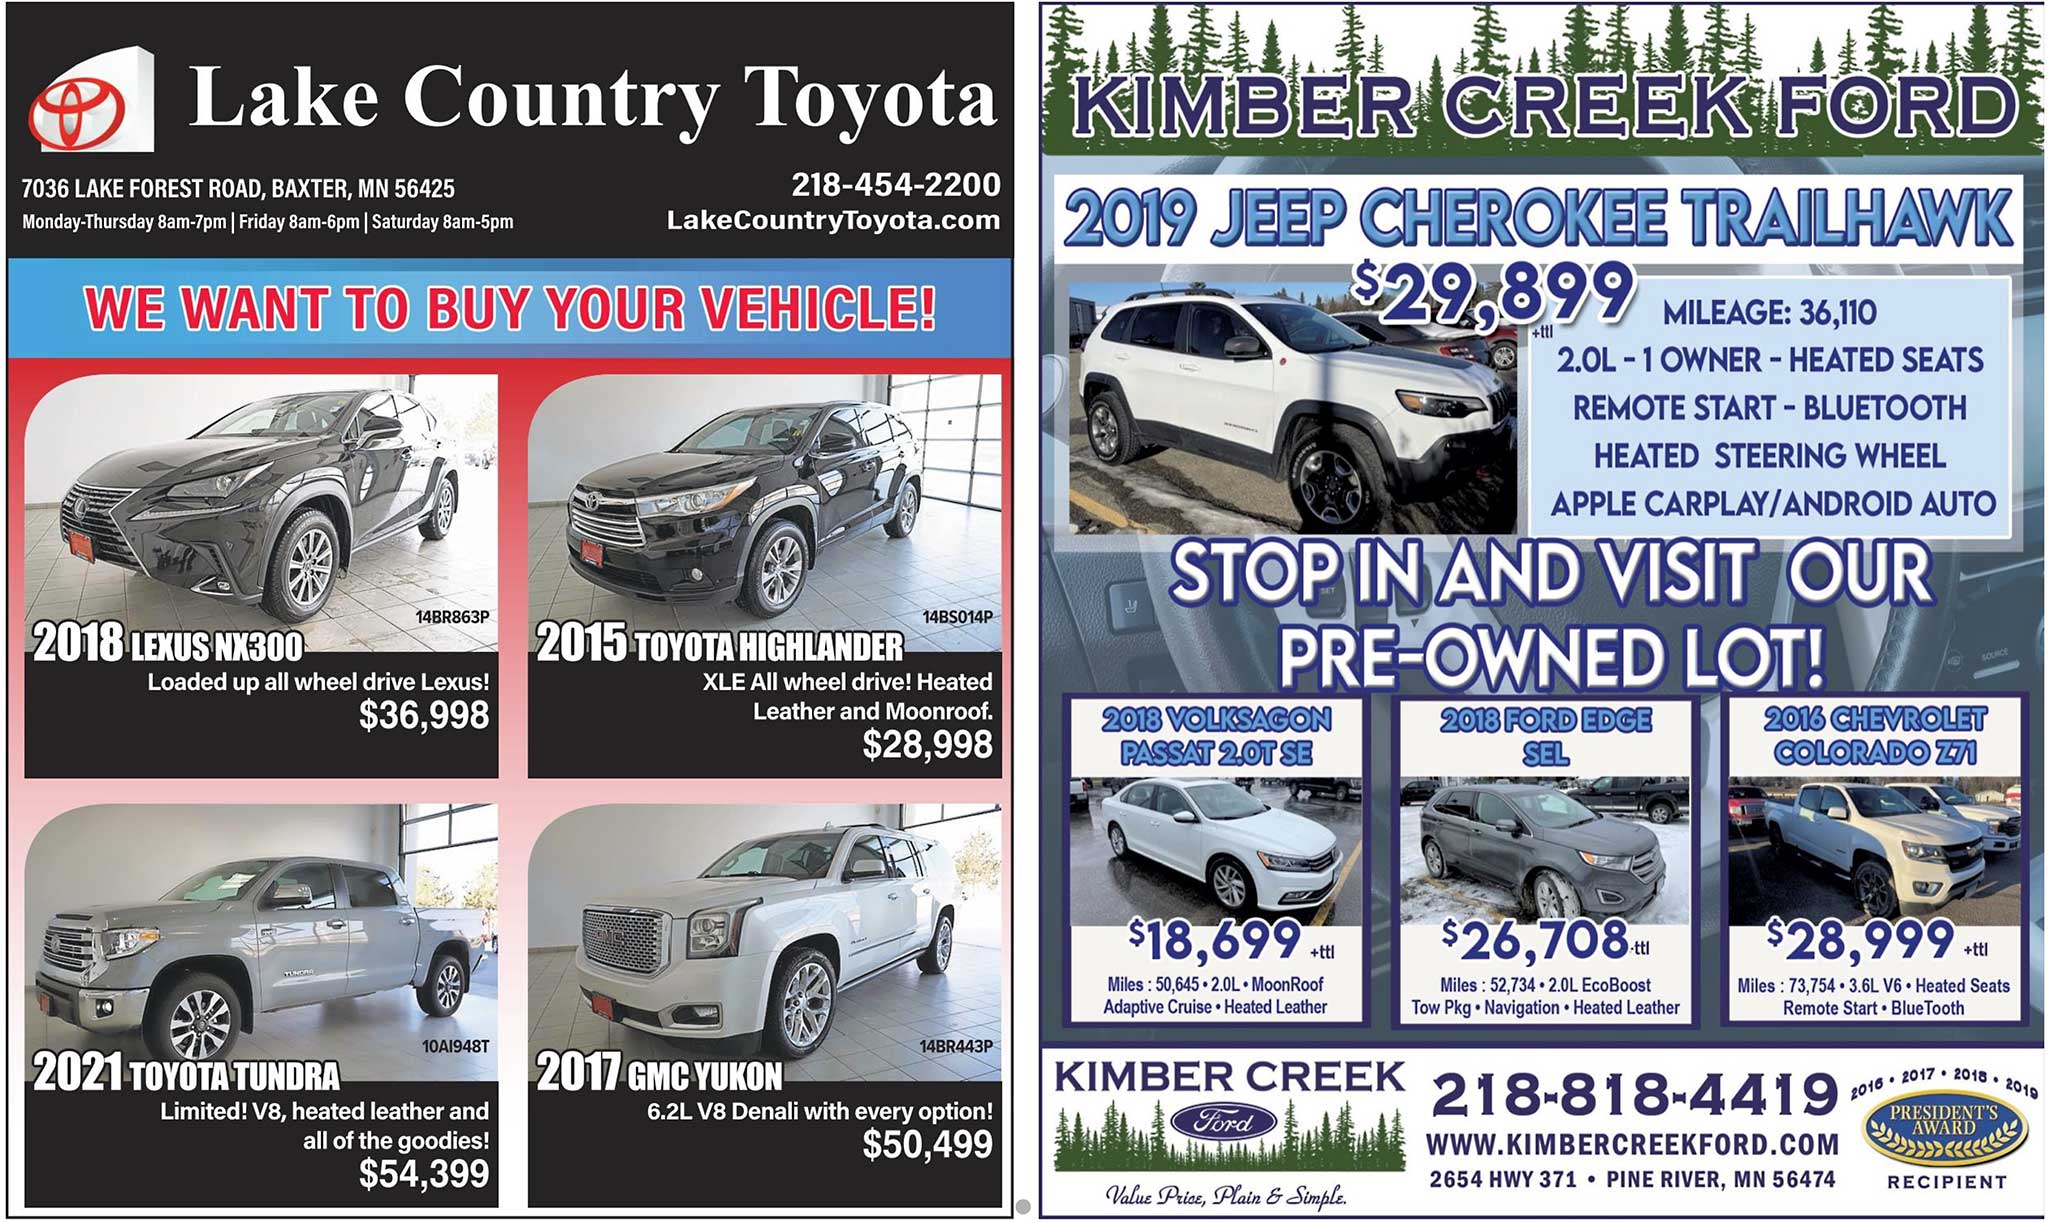 Lake Country Toyota
7036 LAKE FOREST ROAD, BAXTER, MN 56425
218-454-2200
Monday-Thursday 8am-7pm | Friday 8am-6pm | Saturday 8am-5pm
LakeCountryToyota.com
WE WANT TO BUY YOUR VEHICLE!
14BR863P
2018 LEXUS NX300
Loaded up all wheel drive Lexus!
$36,998
14BS014P
2015 TOYOTA HIGHLANDER
XLE All wheel drive! Heated
Leather and Moonroof.
$28,998
TUNDRA
10AI948T
2021 TOYOTA TUNDRA
Limited! V8, heated leather and
all of the goodies!
$54,399
GMC
14BR443P
2017 GMC YUKON
6.2L V8 Denali with every option!
$50,499
KIMBER CREEK FORD
2019 JEEP CHEROKEE TRAILHAWK
$29,899
+ttl
MILEAGE: 36,110
2.0L - 1 OWNER - HEATED SEATS
REMOTE START - BLUETOOTH
HEATED STEERING WHEEL
APPLE CARPLAY/ANDROID AUTO
SET
SOURCE
STOP IN AND VISIT OUR
PRE-OWNED LOT!
2018 VOLKSAGON
PASSAT 2.0T SE
$18,699 +ttl
Miles : 50,645 • 2.0L • MoonRoof
Adaptive Cruise • Heated Leather
2018 FORD EDGE
SEL
$26,708 +ttl
Miles : 52,734 • 2.0L EcoBoost
Tow Pkg • Navigation • Heated Leather
2016 CHEVROLET
COLORADO Z71
$28,999 +ttl
Miles : 73,754 • 3.6L V6 • Heated Seats
Remote Start • BlueTooth
KIMBER CREEK
Ford
Value Price, Plain & Simple.
218-818-4419
WWW.KIMBERCREEKFORD.COM
2654 HWY 371 • PINE RIVER, MN 56474
2016 • 2017 • 2018 • 2019
PRESIDENT'S
AWARD
RECIPIENT